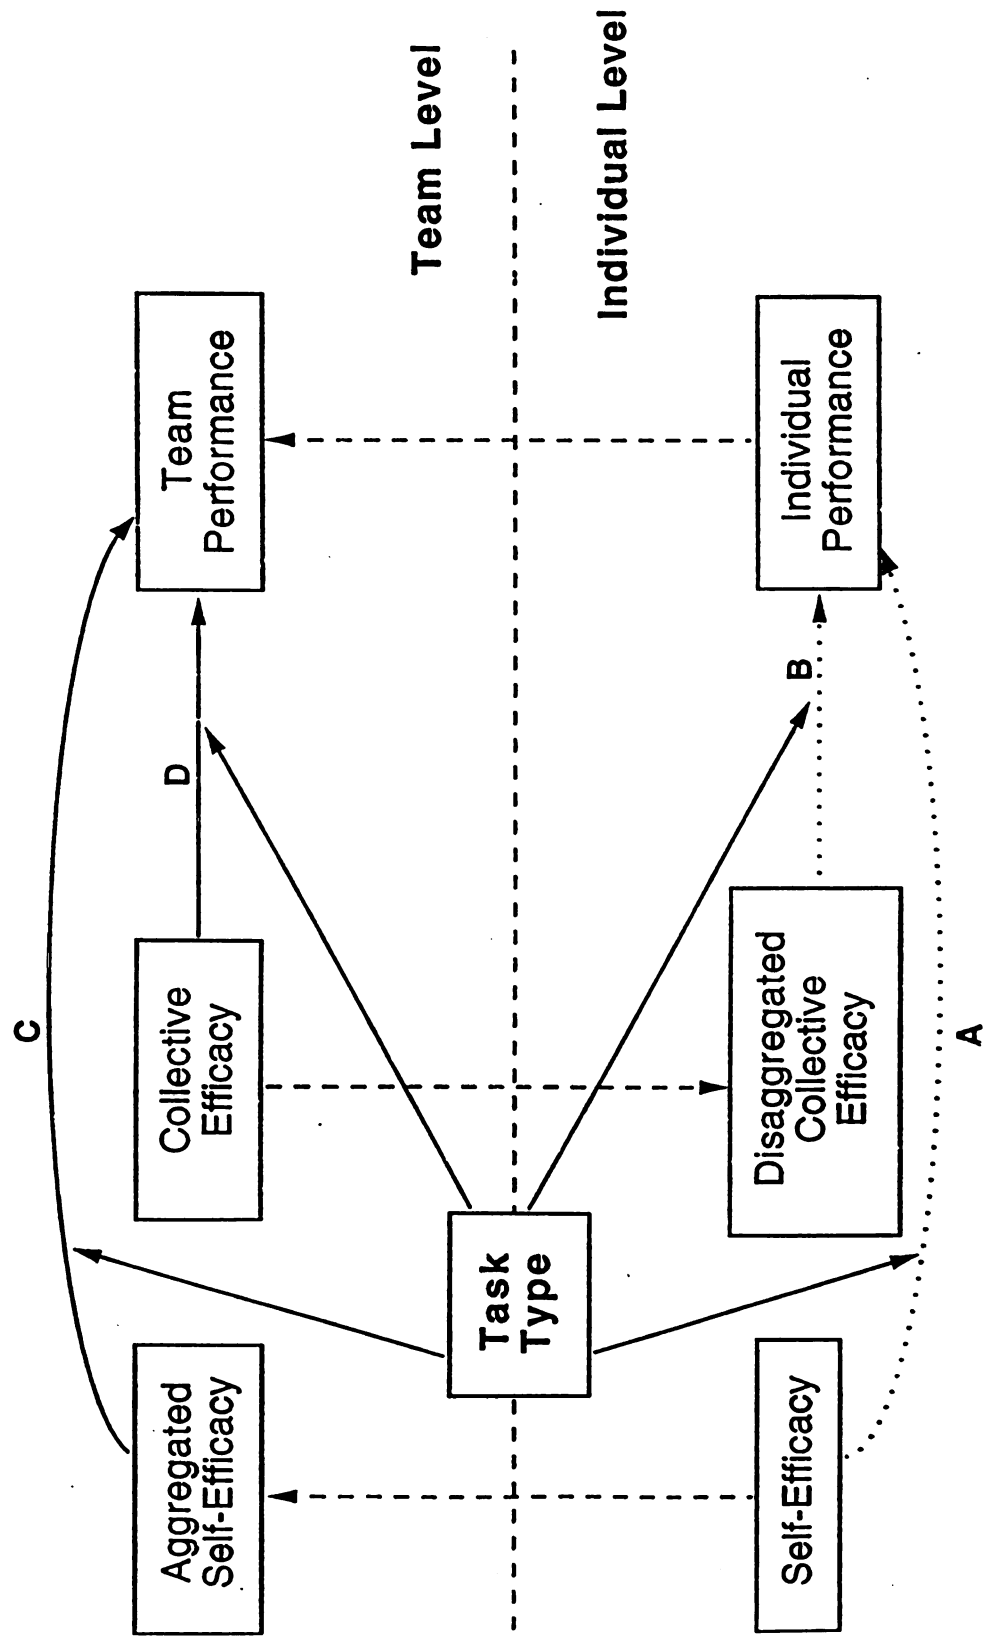 C
Aggregated
Self-Efficacy
Collective
Efficacy
D
Team
Performance
Team Level
Task
Type
Individual Level
Self-Efficacy
Disaggregated
Collective
Efficacy
B
Individual
Performance
A